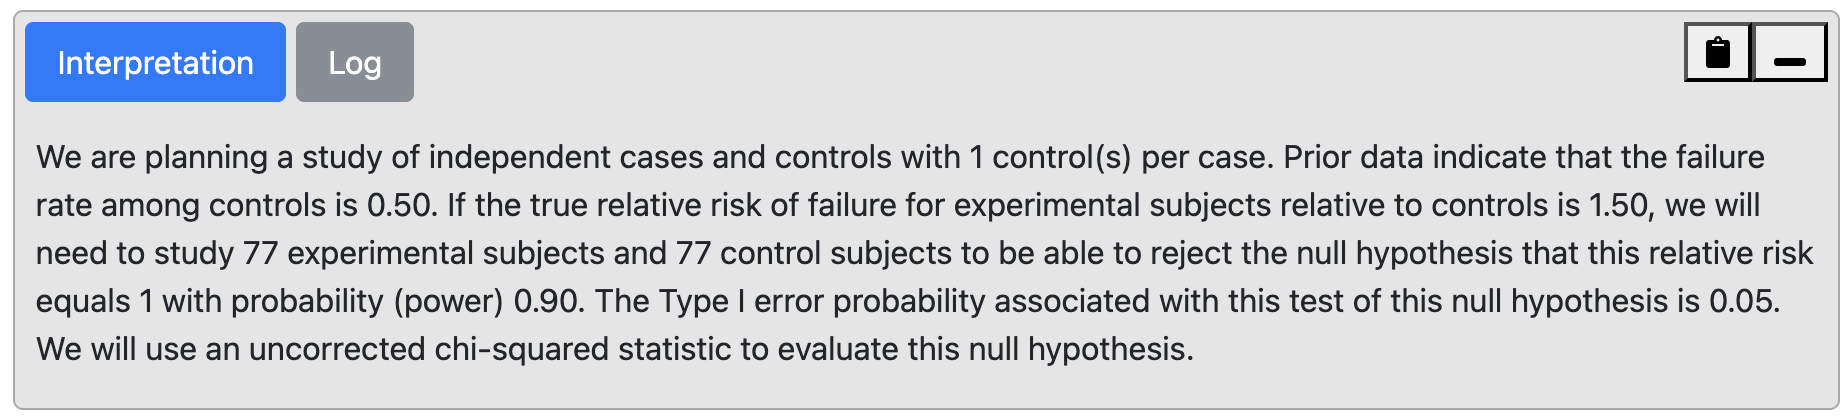 Interpretation Log
We are planning a study of independent cases and controls with 1 control(s) per case. Prior data indicate that the failure
rate among controls is 0.50. If the true relative risk of failure for experimental subjects relative to controls is 1.50, we will
need to study 77 experimental subjects and 77 control subjects to be able to reject the null hypothesis that this relative risk
equals 1 with probability (power) 0.90. The Type I error probability associated with this test of this null hypothesis is 0.05.
We will use an uncorrected chi-squared statistic to evaluate this null hypothesis.